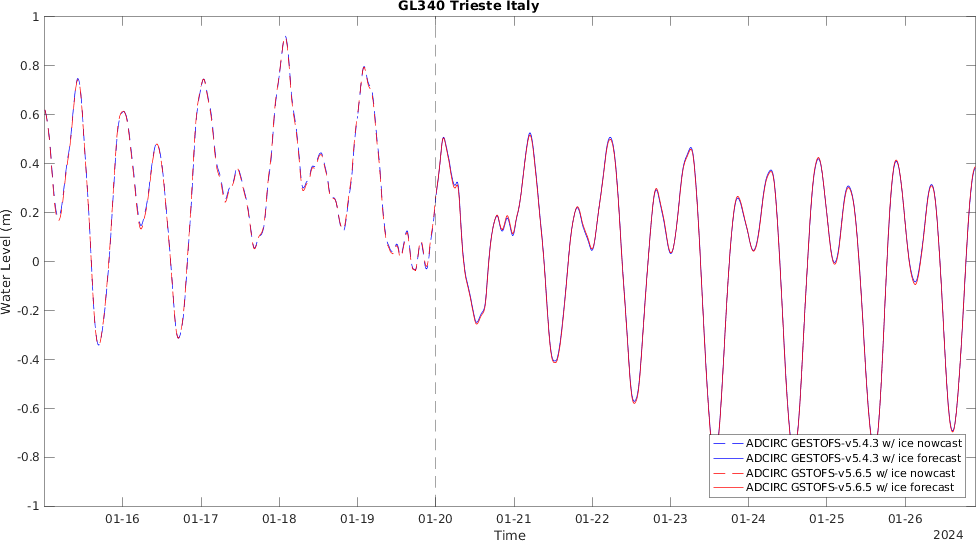 GL340 Trieste Italy
1
0.8
0.6
0.4
0.2
0
-0.2
-0.4
-0.6
-0.8
-1
Water Level (m)
ADCIRC GESTOFS-v5.4.3 w/ ice nowcast
ADCIRC GESTOFS-v5.4.3 w/ ice forecast
ADCIRC GSTOFS-v5.6.5 w/ ice nowcast
ADCIRC GSTOFS-v5.6.5 w/ ice forecast
01-16 01-17 01-18 01-19 01-20 01-21 01-22 01-23 01-24 01-25 01-26
Time
2024